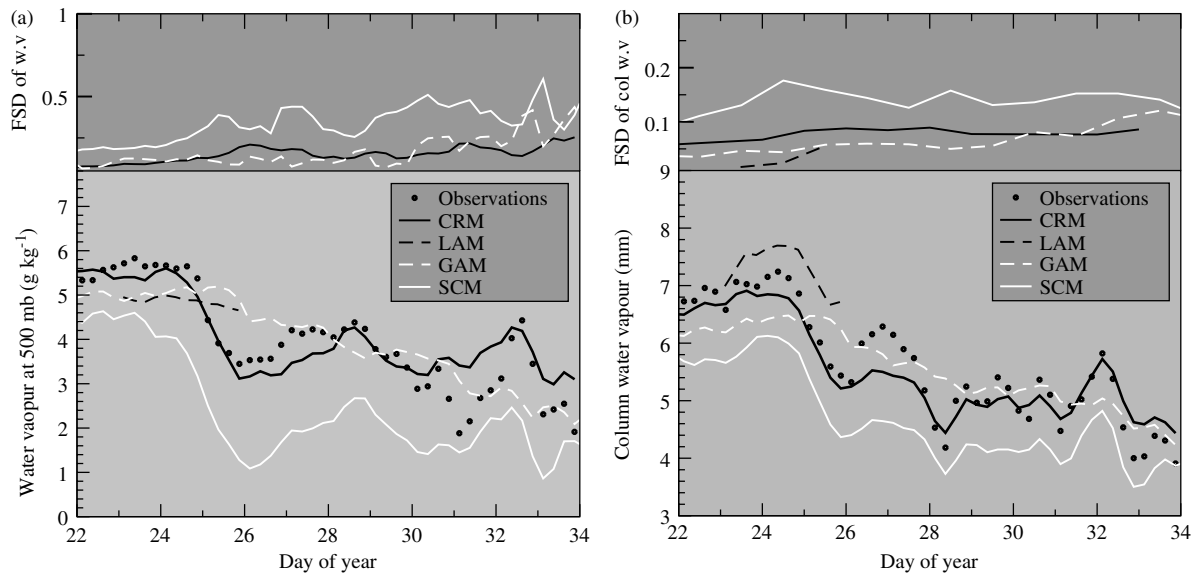 (a)
FSD of w.v
1
0.5
Water vaopur at 500 mb (g kg⁻¹)
7
6
5
4
3
2
1
0
Observations
CRM
LAM
GAM
SCM
22 24 26 28 30 32 34
Day of year
(b)
FSD of col w.v
0.2
0.1
Column water vapour (mm)
9
8
7
6
5
4
3
Observations
CRM
LAM
GAM
SCM
22 24 26 28 30 32 34
Day of year